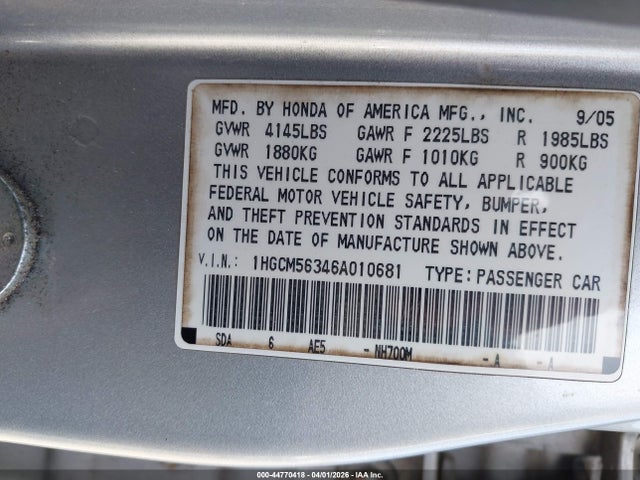 MFD. BY HONDA OF AMERICA MFG., INC. 9/05
GVWR 4145LBS GAWR F 2225LBS R 1985LBS
GVWR 1880KG GAWR F 1010KG R 900KG
THIS VEHICLE CONFORMS TO ALL APPLICABLE
FEDERAL MOTOR VEHICLE SAFETY, BUMPER,
AND THEFT PREVENTION STANDARDS IN EFFECT
ON THE DATE OF MANUFACTURE SHOWN ABOVE.
V.I.N.: 1HGCM56346A010681 TYPE: PASSENGER CAR
SDA 6 AE5 - NH700M - A - A
000-44770418 - 04/01/2026 - IAA Inc.